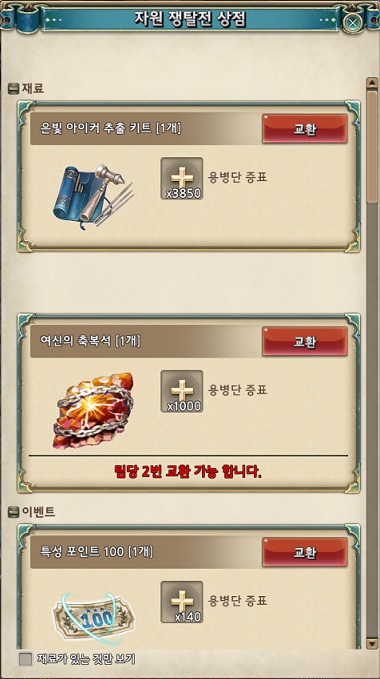 자원 쟁탈전 상점
재료
은빛 아이커 추출 키트 [1개]
교환
x3850
용병단 증표
여신의 축복석 [1개]
교환
x1000
용병단 증표
팀당 2번 교환 가능 합니다.
이벤트
특성 포인트 100 [1개]
교환
100
x140
용병단 증표
재료가 있는 것만 보기